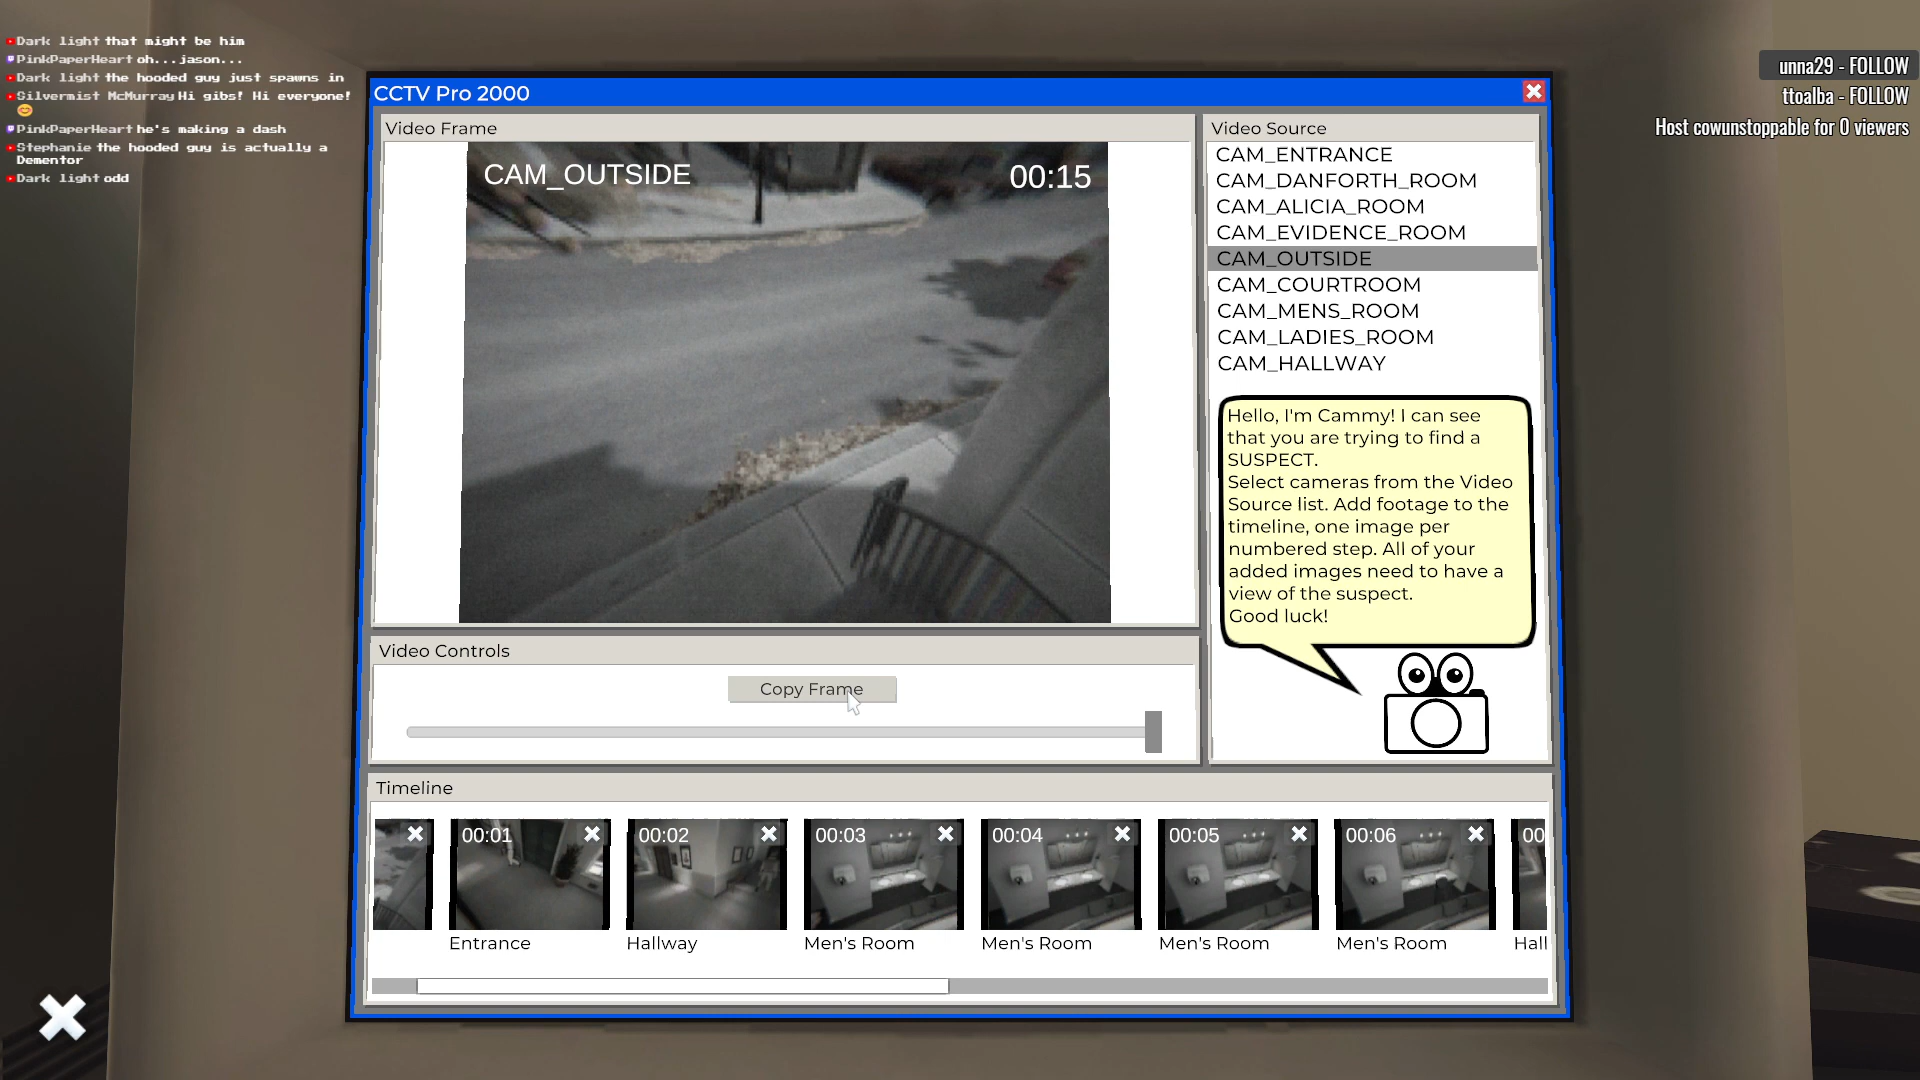 Dark light that might be him
PinkPaperHeart oh...jason...
Dark light the hooded guy just spawns in
Silvermist McMurray Hi gibs! Hi everyone!
PinkPaperHeart he's making a dash
Stephanie the hooded guy is actually a
Dementor
Dark light odd
unna29 - FOLLOW
ttoalba - FOLLOW
Host cowunstoppable for 0 viewers
CCTV Pro 2000
Video Frame
CAM_OUTSIDE
00:15
Video Source
CAM_ENTRANCE
CAM_DANFORTH_ROOM
CAM_ALICIA_ROOM
CAM_EVIDENCE_ROOM
CAM_OUTSIDE
CAM_COURTROOM
CAM_MENS_ROOM
CAM_LADIES_ROOM
CAM_HALLWAY
Hello, I'm Cammy! I can see
that you are trying to find a
SUSPECT.
Select cameras from the Video
Source list. Add footage to the
timeline, one image per
numbered step. All of your
added images need to have a
view of the suspect.
Good luck!
Video Controls
Copy Frame
Timeline
00:01
00:02
00:03
00:04
00:05
00:06
00
Entrance
Hallway
Men's Room
Men's Room
Men's Room
Men's Room
Hall